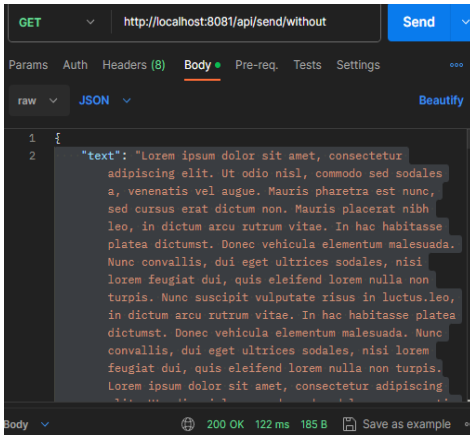 GET http://localhost:8081/api/send/without Send
Params Auth Headers (8) Body Pre-req. Tests Settings
raw JSON Beautify
1 {
2 "text": "Lorem ipsum dolor sit amet, consectetur
adipiscing elit. Ut odio nisl, commodo sed sodales
a, venenatis vel augue. Mauris pharetra est nunc,
sed cursus erat dictum non. Mauris placerat nibh
leo, in dictum arcu rutrum vitae. In hac habitasse
platea dictumst. Donec vehicula elementum malesuada.
Nunc convallis, dui eget ultrices sodales, nisi
lorem feugiat dui, quis eleifend lorem nulla non
turpis. Nunc suscipit vulputate risus in luctus.leo,
in dictum arcu rutrum vitae. In hac habitasse platea
dictumst. Donec vehicula elementum malesuada. Nunc
convallis, dui eget ultrices sodales, nisi lorem
feugiat dui, quis eleifend lorem nulla non turpis.
Lorem ipsum dolor sit amet, consectetur adipiscing
Body 200 OK 122 ms 185 B Save as example